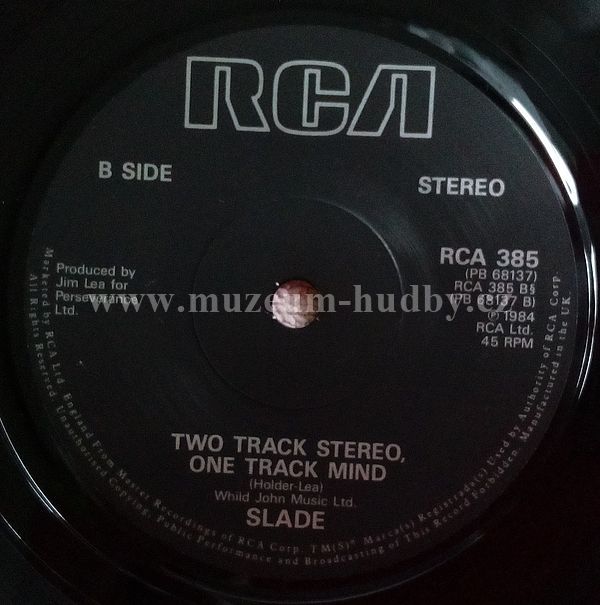 RCA
B SIDE
STEREO
RCA 385
(PB 68137)
RCA 385 B§
(PB 68137 B)
℗ 1984
RCA Ltd.
45 RPM
Produced by
Jim Lea for
Perseverance
Ltd.
www.muzeum-hudby.cz
TWO TRACK STEREO,
ONE TRACK MIND
(Holder-Lea)
Whild John Music Ltd.
SLADE
Marketed by RCA Ltd. England From Master Recordings of RCA Corp. TM(S)® Marca(s) Registrada(s) Used by Authority of RCA Corp.
All Rights Reserved. Unauthorised Copying, Public Performance and Broadcasting of This Record Forbidden. Manufactured in the UK.